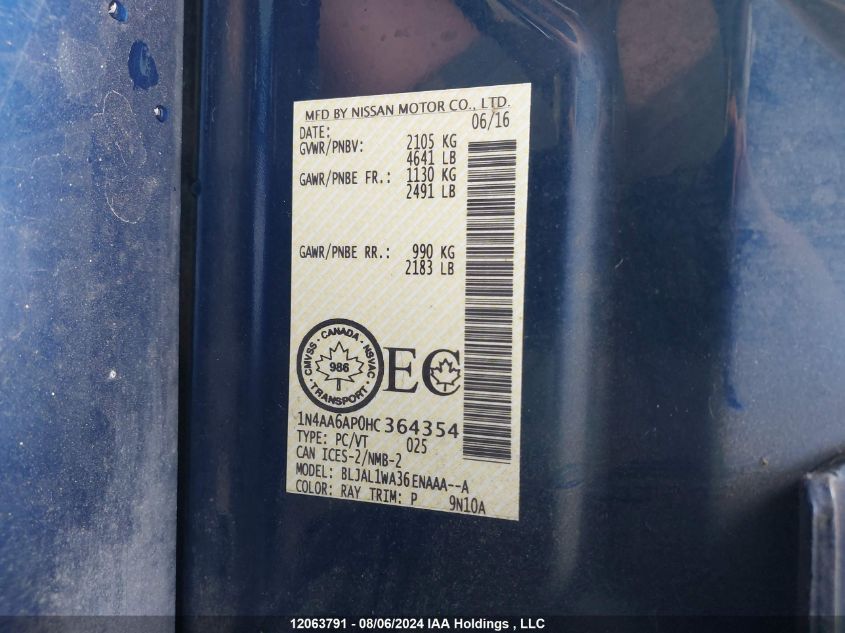 MFD BY NISSAN MOTOR CO., LTD.
DATE: 06/16
GVWR/PNBV: 2105 KG
4641 LB
GAWR/PNBE FR.: 1130 KG
2491 LB
GAWR/PNBE RR.: 990 KG
2183 LB
CMVSS · CANADA · NSVAC · TRANSPORT ·
986
EC
1N4AA6AP0HC364354
TYPE: PC/VT 025
CAN ICES-2/NMB-2
MODEL: BLJAL1WA36ENAAA--A
COLOR: RAY TRIM: P 9N10A
12063791 - 08/06/2024 IAA Holdings , LLC